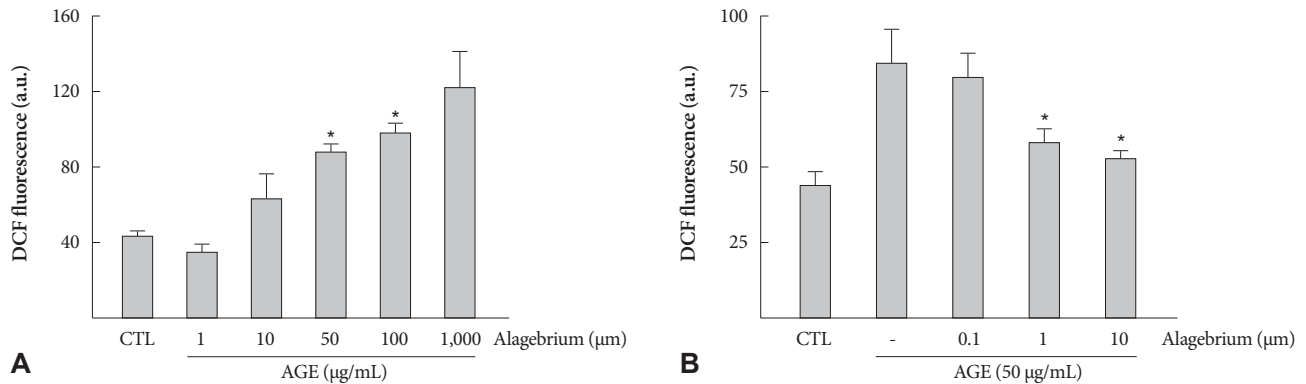 160
120
80
40
DCF fluorescence (a.u.)
*
*
CTL 1 10 50 100 1,000 Alagebrium (μm)
AGE (μg/mL)
A
100
75
50
25
DCF fluorescence (a.u.)
*
*
CTL - 0.1 1 10 Alagebrium (μm)
AGE (50 μg/mL)
B